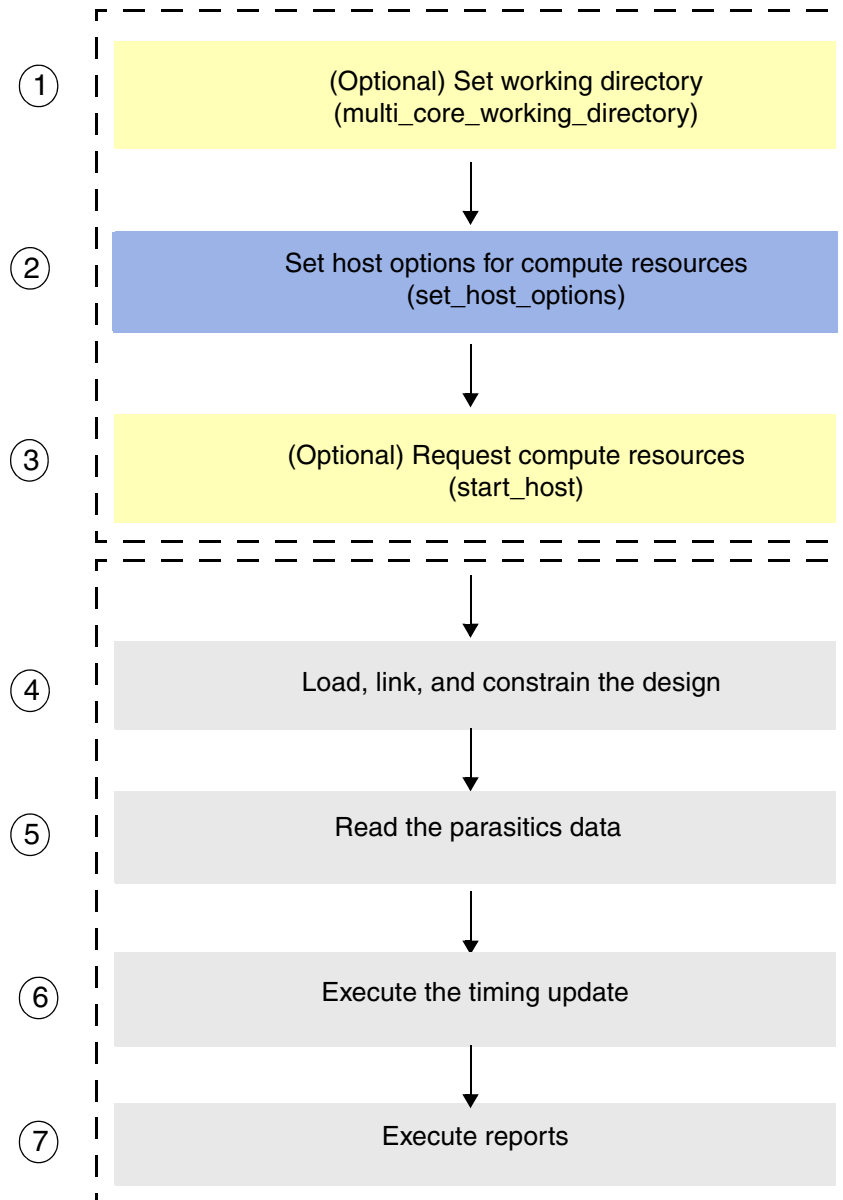 1
(Optional) Set working directory
(multi_core_working_directory)
2
Set host options for compute resources
(set_host_options)
3
(Optional) Request compute resources
(start_host)
4
Load, link, and constrain the design
5
Read the parasitics data
6
Execute the timing update
7
Execute reports